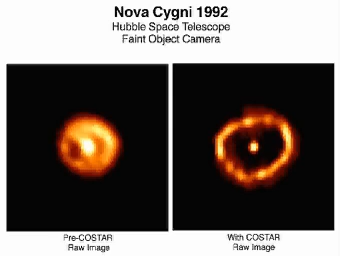 Nova Cygni 1992
Hubble Space Telescope
Faint Object Camera
Pre-COSTAR
Raw Image
With COSTAR
Raw Image